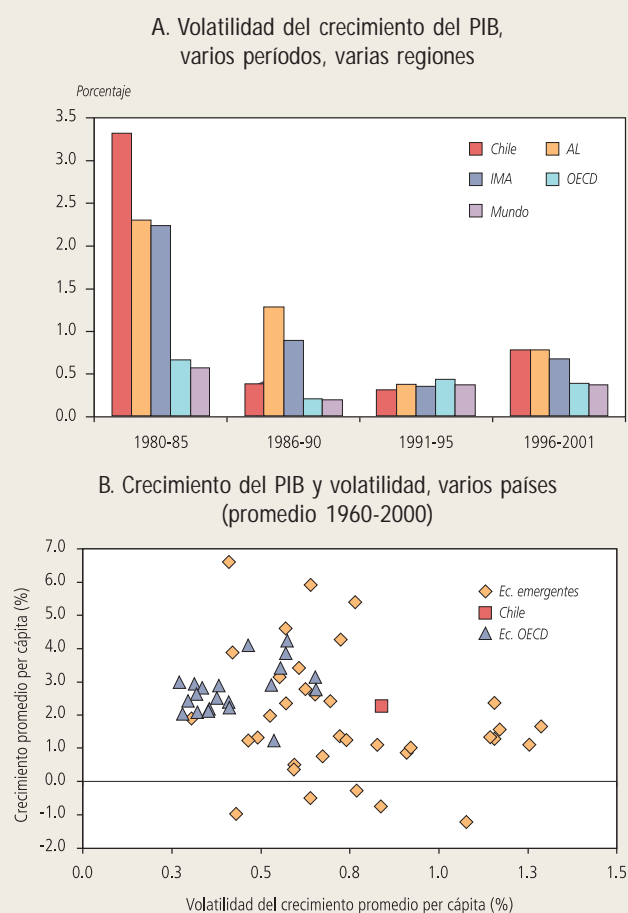 A. Volatilidad del crecimiento del PIB,
varios períodos, varias regiones
Porcentaje
3.5
3.0
2.5
2.0
1.5
1.0
0.5
0.0
Chile
AL
IMA
OECD
Mundo
1980-85
1986-90
1991-95
1996-2001
B. Crecimiento del PIB y volatilidad, varios países
(promedio 1960-2000)
Crecimiento promedio per cápita (%)
7.0
6.0
5.0
4.0
3.0
2.0
1.0
0.0
-1.0
-2.0
Ec. emergentes
Chile
Ec. OECD
0.0
0.3
0.5
0.8
1.0
1.3
1.5
Volatilidad del crecimiento promedio per cápita (%)